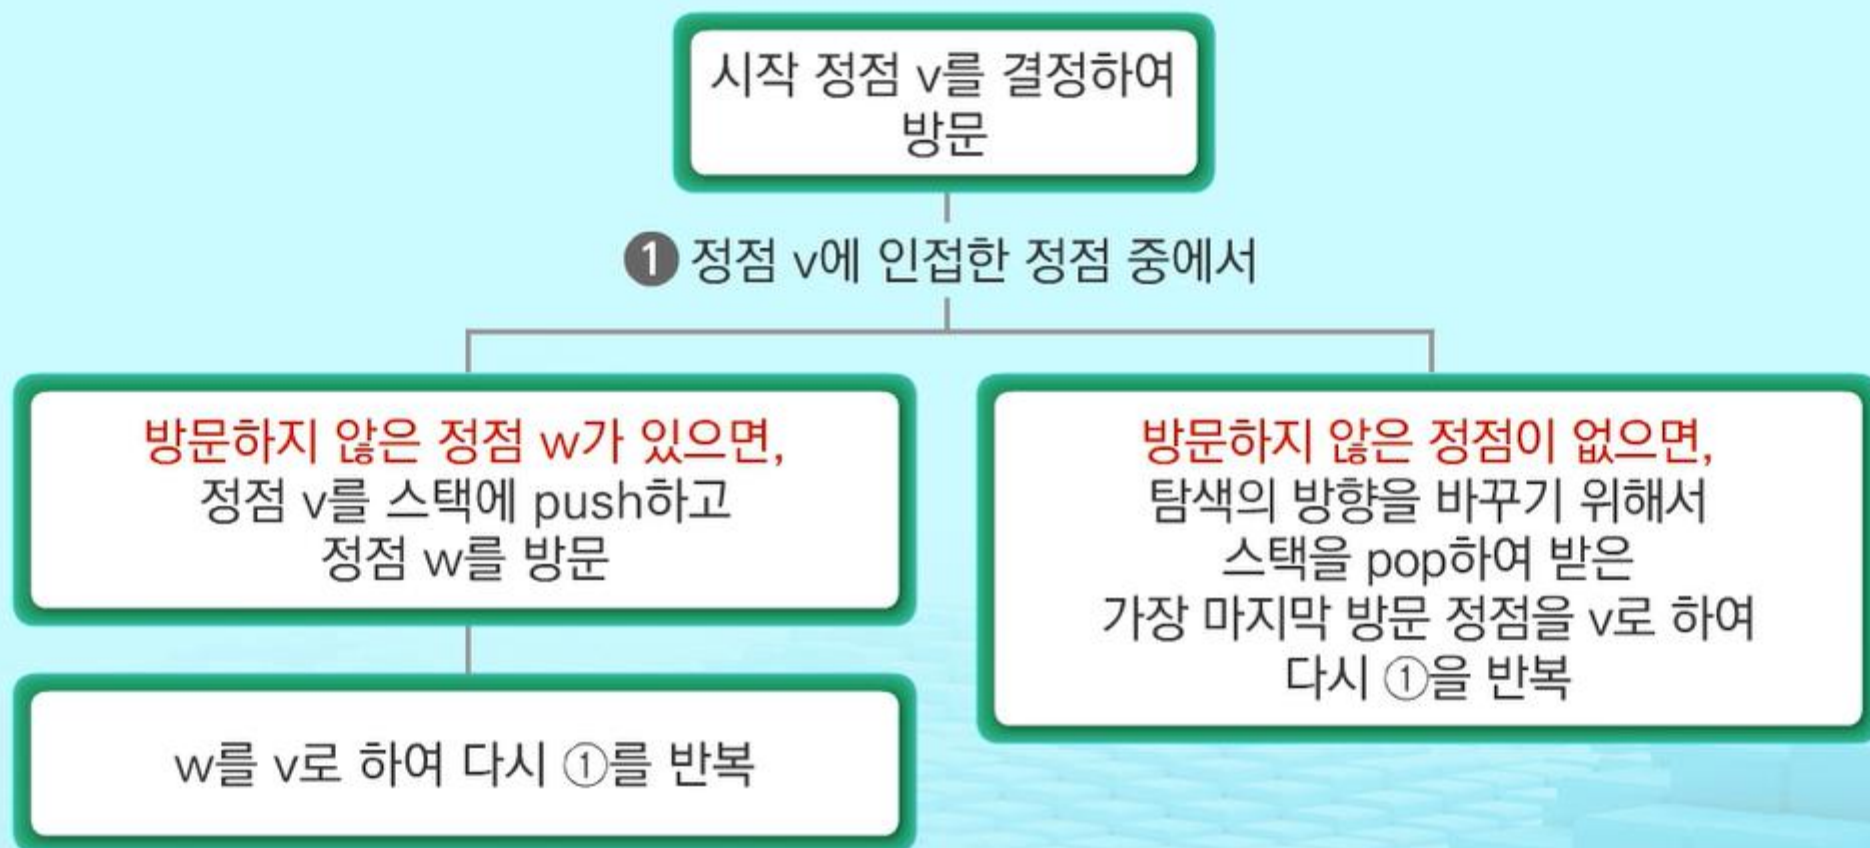 시작 정점 v를 결정하여
방문
❶ 정점 v에 인접한 정점 중에서
방문하지 않은 정점 w가 있으면,
정점 v를 스택에 push하고
정점 w를 방문
w를 v로 하여 다시 ①를 반복
방문하지 않은 정점이 없으면,
탐색의 방향을 바꾸기 위해서
스택을 pop하여 받은
가장 마지막 방문 정점을 v로 하여
다시 ①을 반복